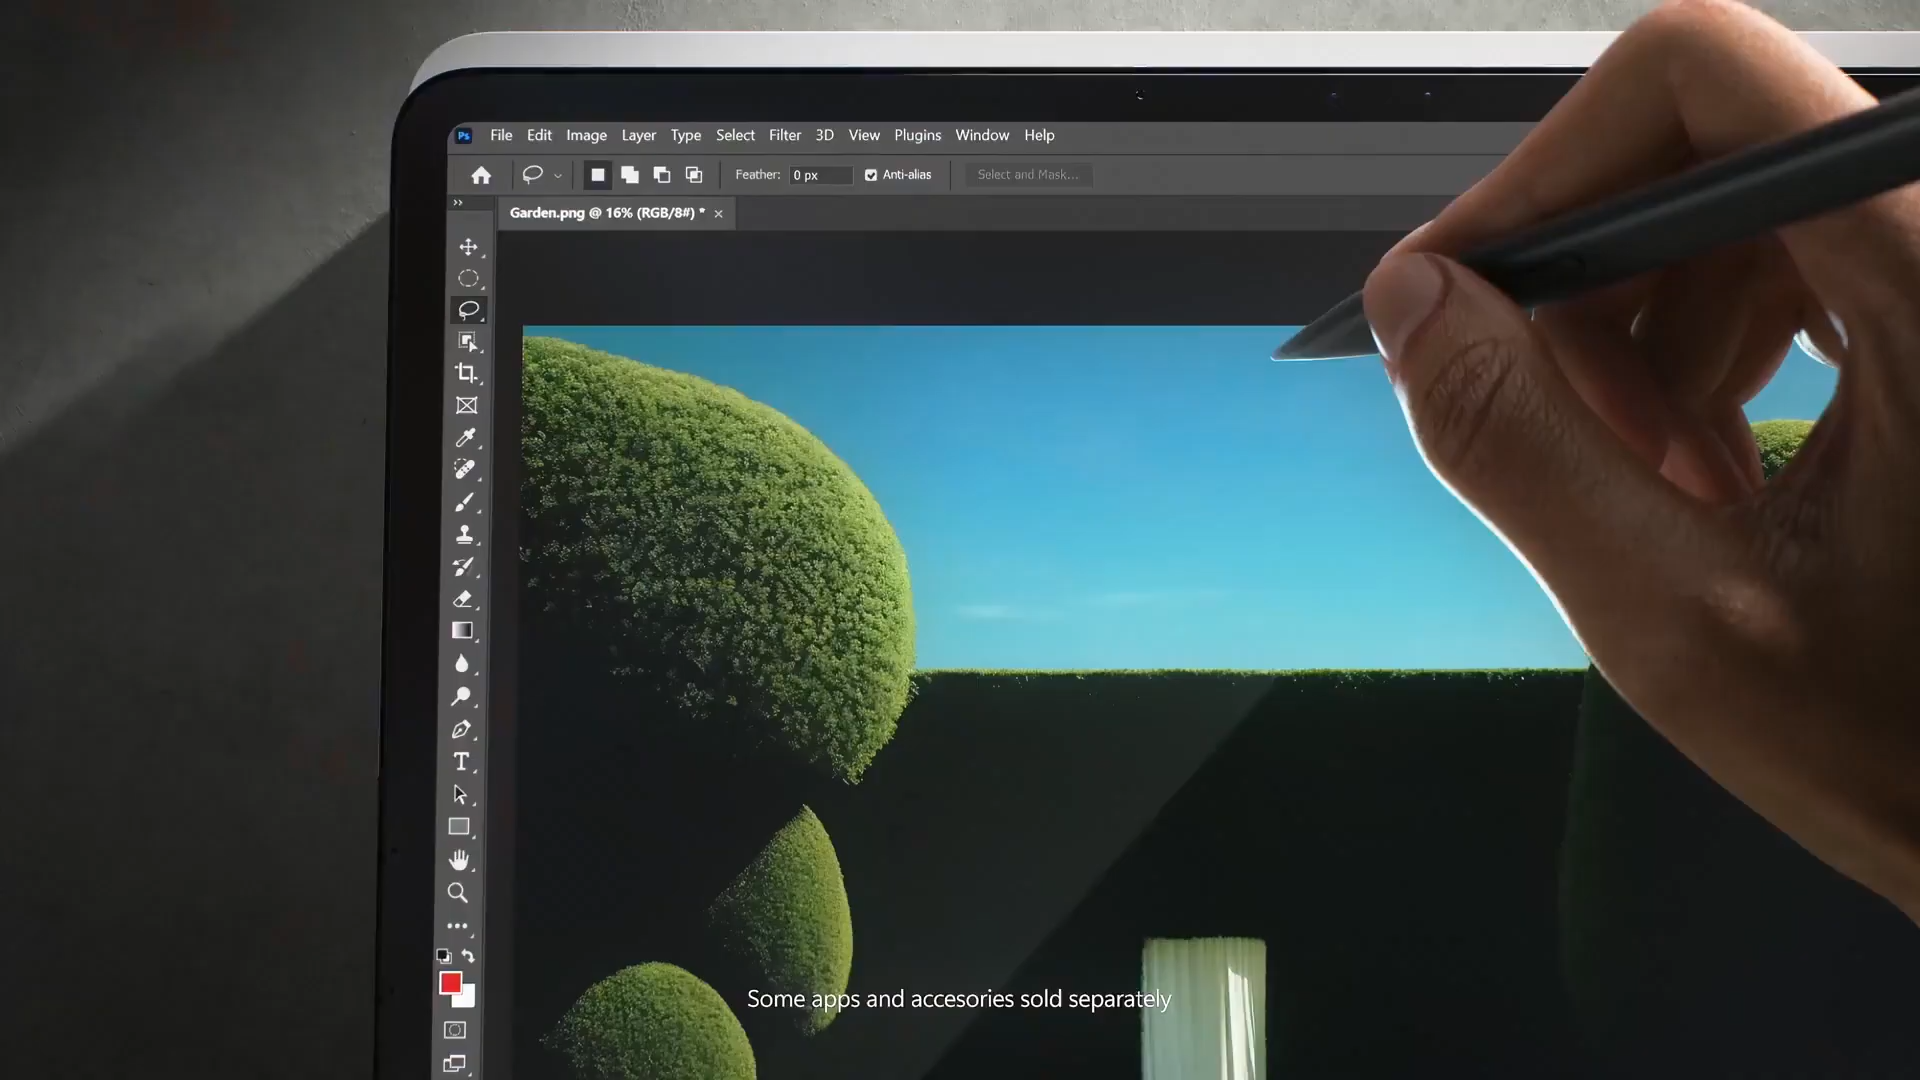 Ps File Edit Image Layer Type Select Filter 3D View Plugins Window Help
Feather: 0 px Anti-alias Select and Mask...
Garden.png @ 16% (RGB/8#) * ×
T
Some apps and accesories sold separately